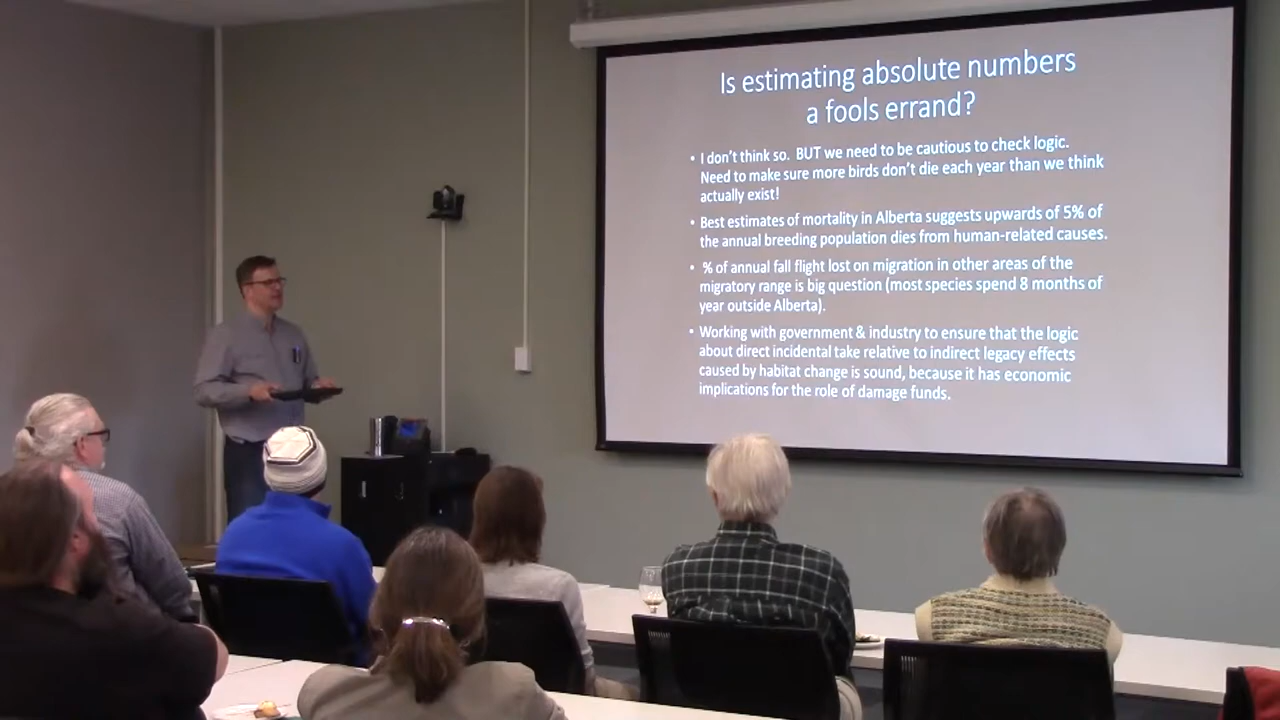 Is estimating absolute numbers
a fools errand?
• I don't think so. BUT we need to be cautious to check logic.
Need to make sure more birds don't die each year than we think
actually exist!
• Best estimates of mortality in Alberta suggests upwards of 5% of
the annual breeding population dies from human-related causes.
• % of annual fall flight lost on migration in other areas of the
migratory range is big question (most species spend 8 months of
year outside Alberta).
• Working with government & industry to ensure that the logic
about direct incidental take relative to indirect legacy effects
caused by habitat change is sound, because it has economic
implications for the role of damage funds.